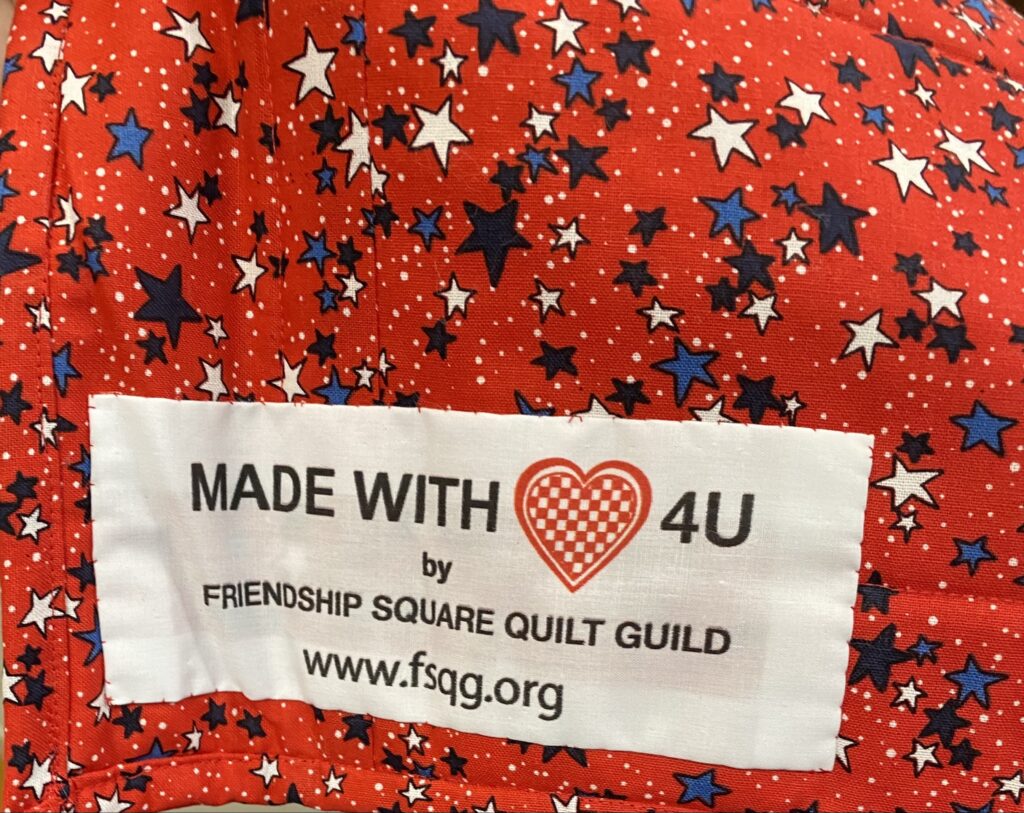 MADE WITH 4U
by
FRIENDSHIP SQUARE QUILT GUILD
www.fsqg.org